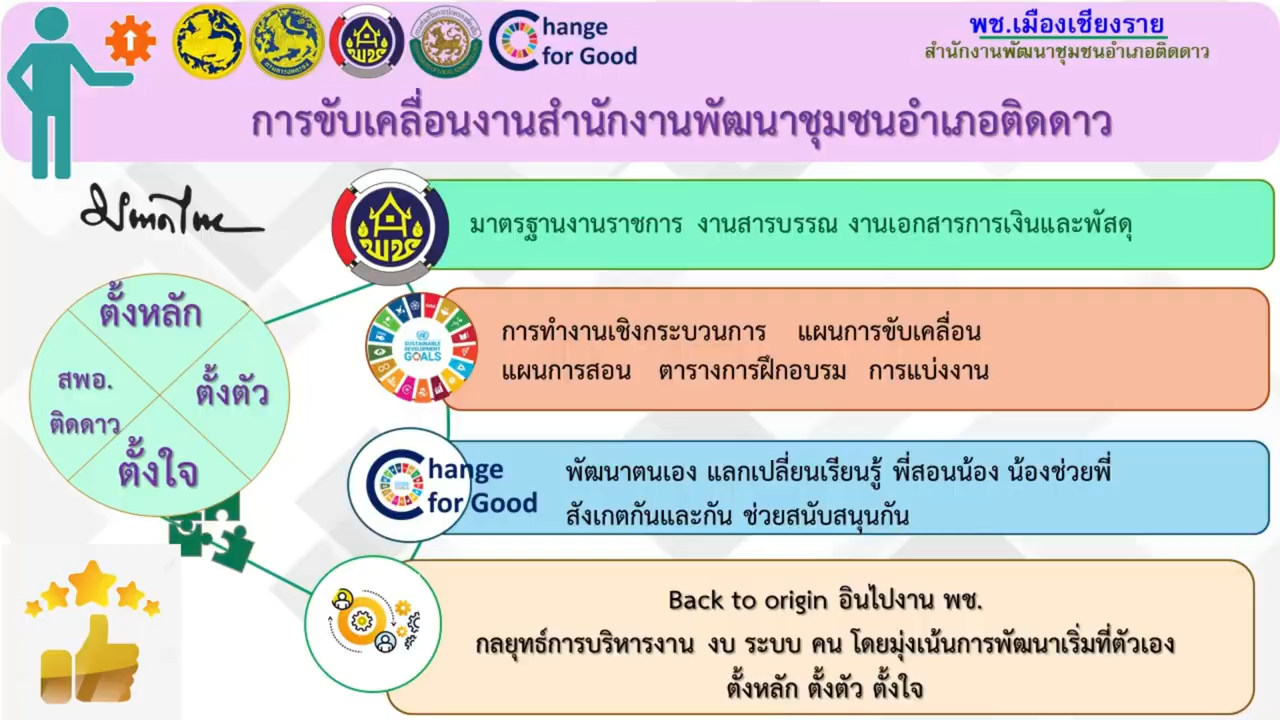 hange
for Good
พช.เมืองเชียงราย
สำนักงานพัฒนาชุมชนอำเภอติดดาว
การขับเคลื่อนงานสำนักงานพัฒนาชุมชนอำเภอติดดาว
มาตรฐานงานราชการ งานสารบรรณ งานเอกสารการเงินและพัสดุ
ตั้งหลัก
สพอ.
ติดดาว
ตั้งตัว
ตั้งใจ
SUSTAINABLE
DEVELOPMENT
GOALS
การทำงานเชิงกระบวนการ แผนการขับเคลื่อน
แผนการสอน ตารางการฝึกอบรม การแบ่งงาน
hange
for Good
พัฒนาตนเอง แลกเปลี่ยนเรียนรู้ พี่สอนน้อง น้องช่วยพี่
สังเกตกันและกัน ช่วยสนับสนุนกัน
Back to origin อินไปงาน พช.
กลยุทธ์การบริหารงาน งบ ระบบ คน โดยมุ่งเน้นการพัฒนาเริ่มที่ตัวเอง
ตั้งหลัก ตั้งตัว ตั้งใจ